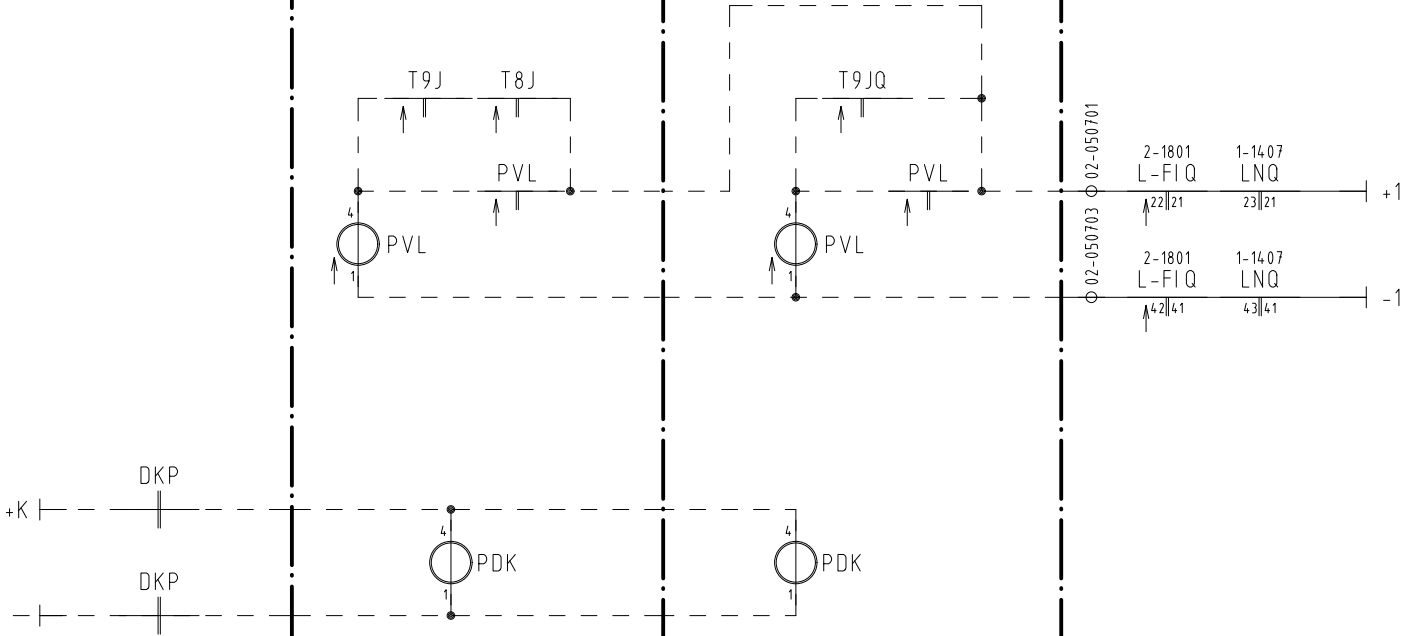 T9J T8J T9JQ
02-050701
2-1801 1-1407
PVL PVL L-FIQ LNQ
+1
22 21 23 21
4 4
02-050703
PVL PVL
2-1801 1-1407
1 1 L-FIQ LNQ
-1
42 41 43 41
DKP
+K
4 4
PDK PDK
DKP
1 1
-